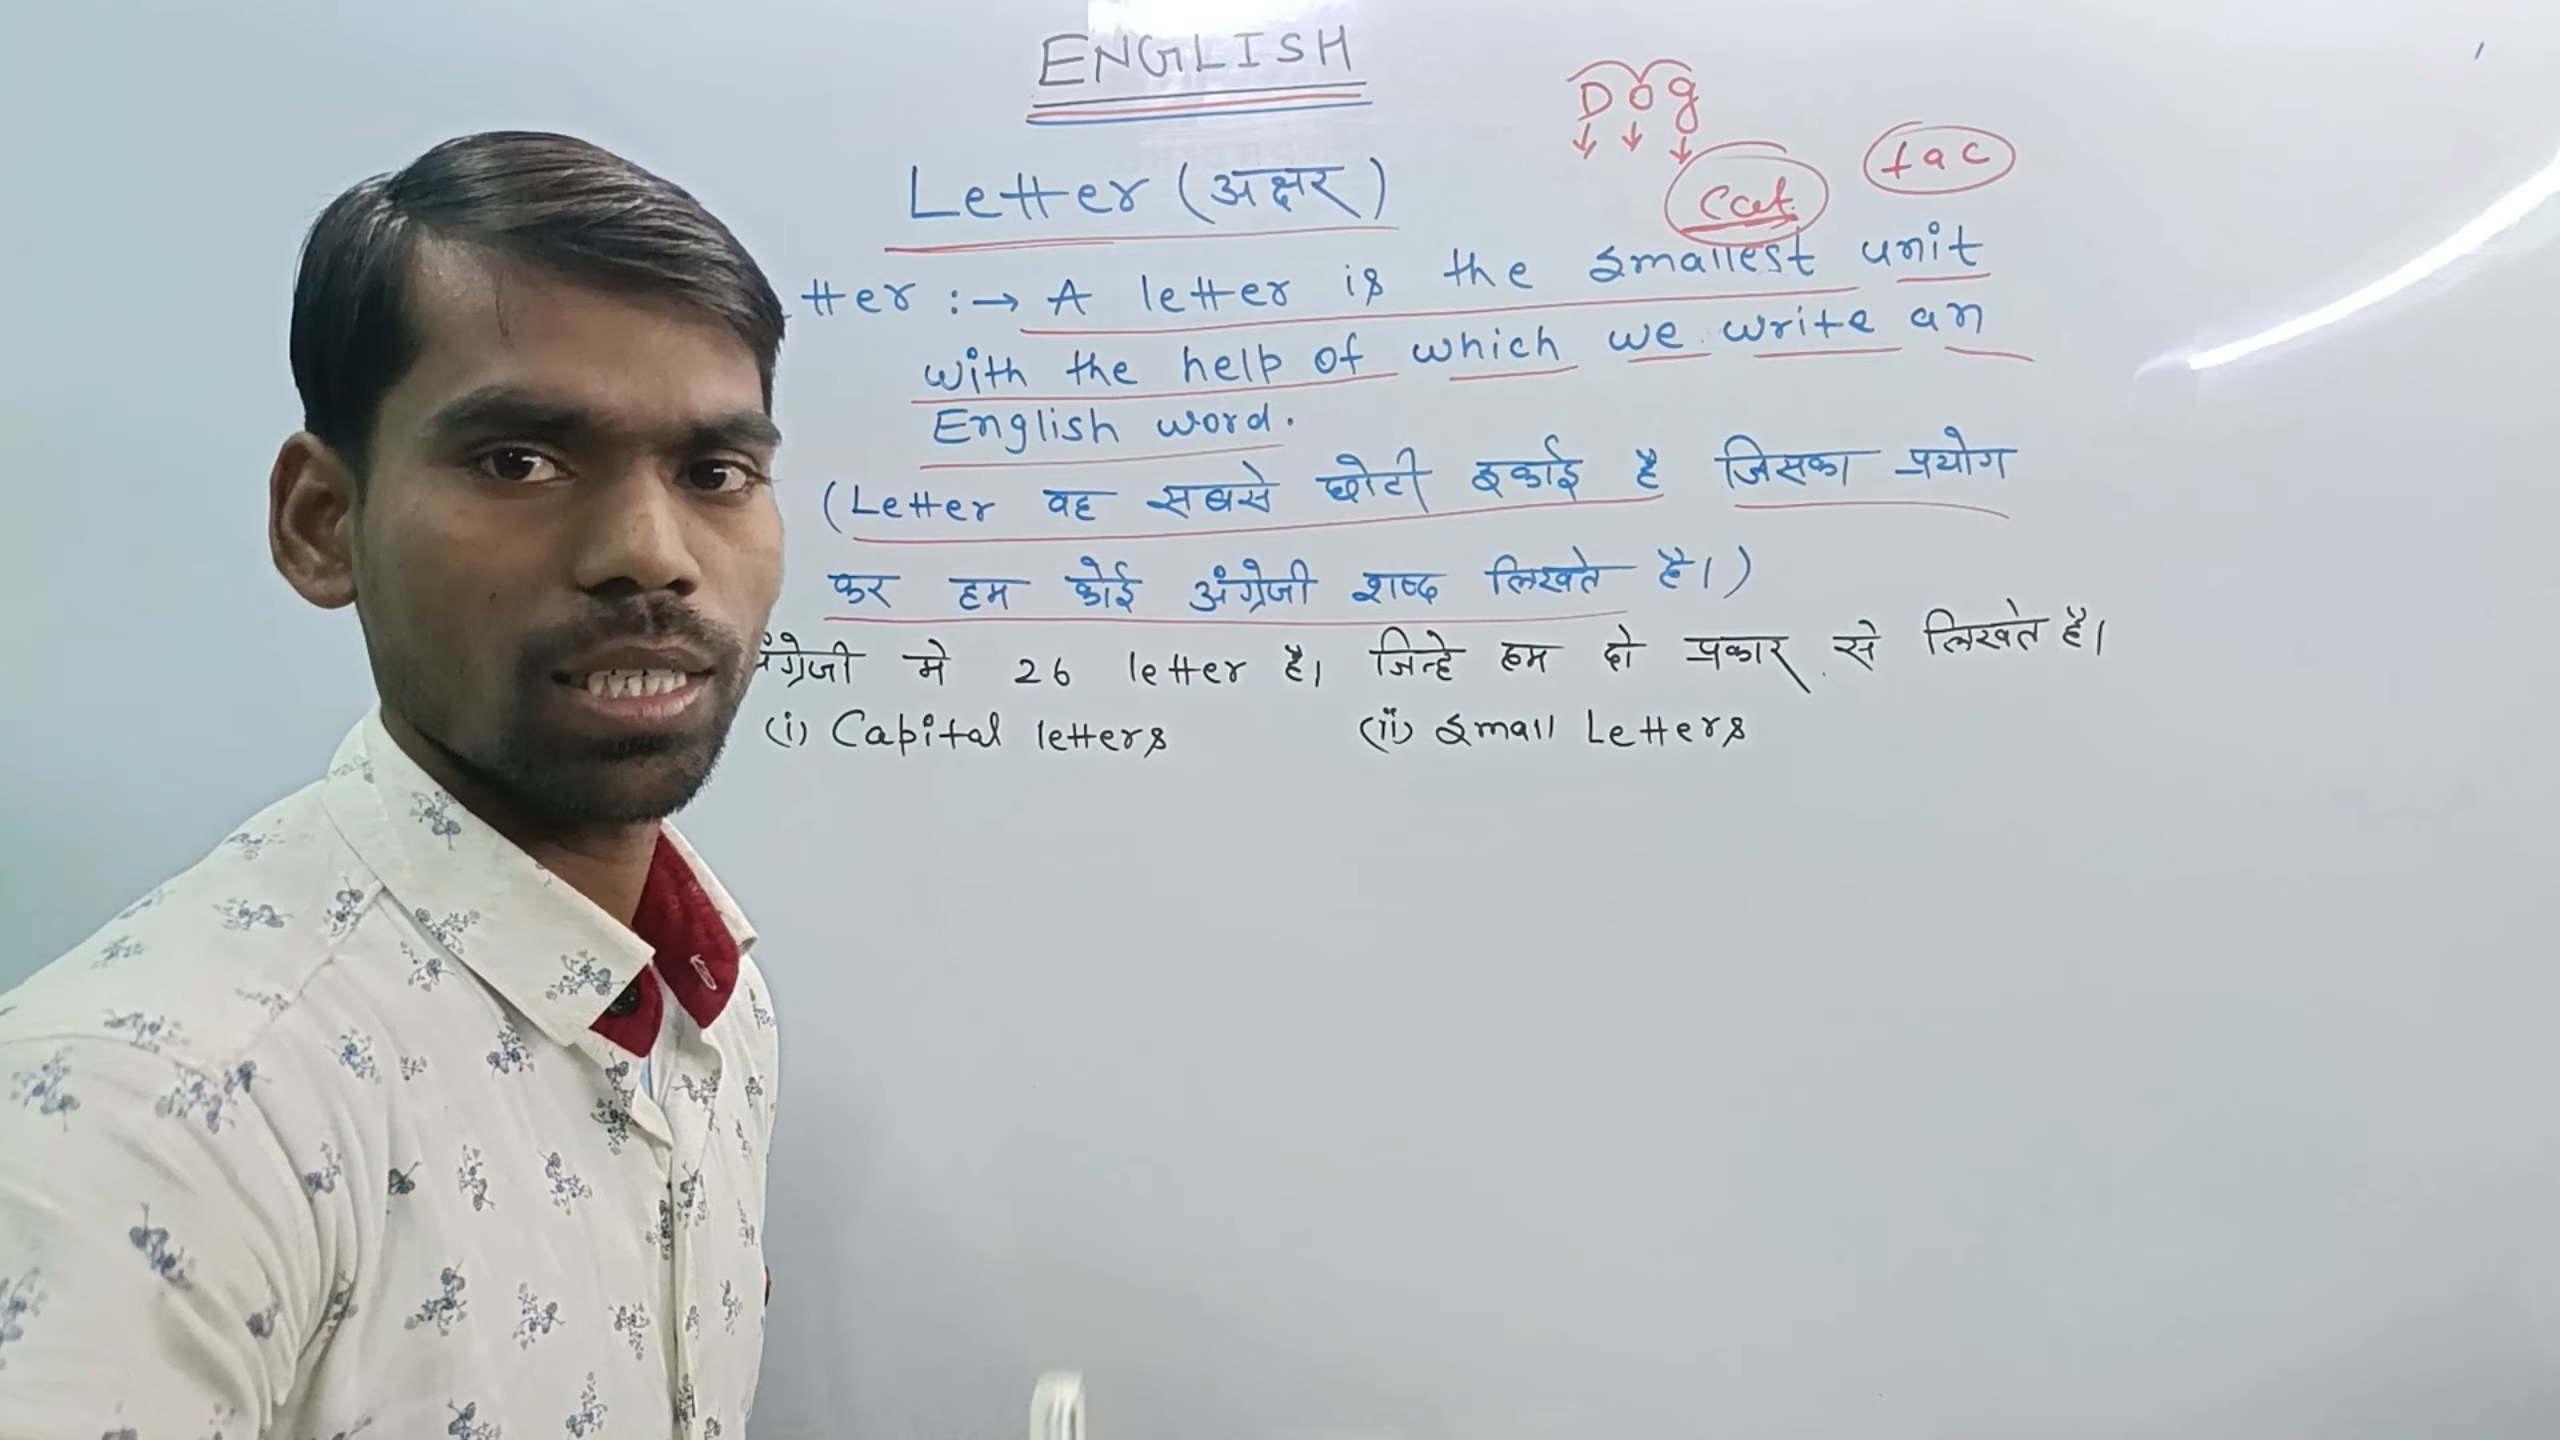 ENGLISH
Dog
Cat.
tac
Letter (अक्षर)
tter :→ A letter is the smallest unit
with the help of which we write an
English word.
(Letter वह सबसे छोटी इकाई है जिसका प्रयोग
कर हम कोई अंग्रेजी शब्द लिखते है।)
अंग्रेजी मे 26 letter है। जिन्हे हम दो प्रकार से लिखते है।
(i) Capital letters (ii) Small Letters